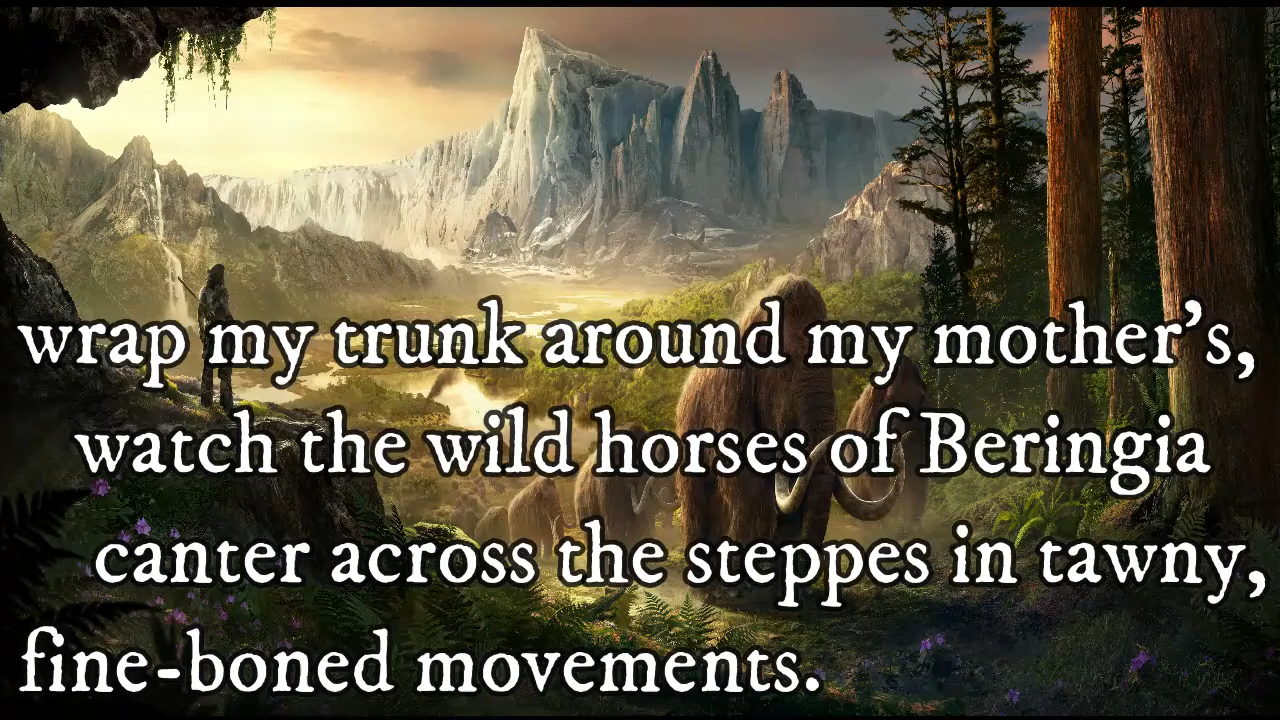 wrap my trunk around my mother’s,
watch the wild horses of Beringia
canter across the steppes in tawny,
fine-boned movements.